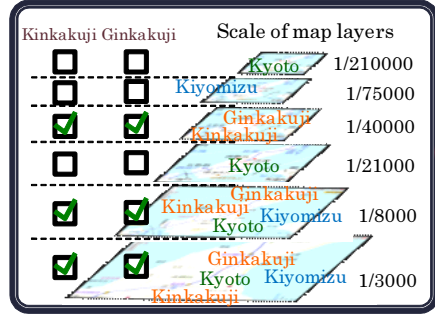 Kinkakuji Ginkakuji Scale of map layers
Kyoto 1/210000
Kiyomizu 1/75000
Ginkakuji
Kinkakuji 1/40000
Kyoto 1/21000
Ginkakuji
Kinkakuji Kiyomizu 1/8000
Kyoto
Ginkakuji
Kyoto Kiyomizu 1/3000
Kinkakuji